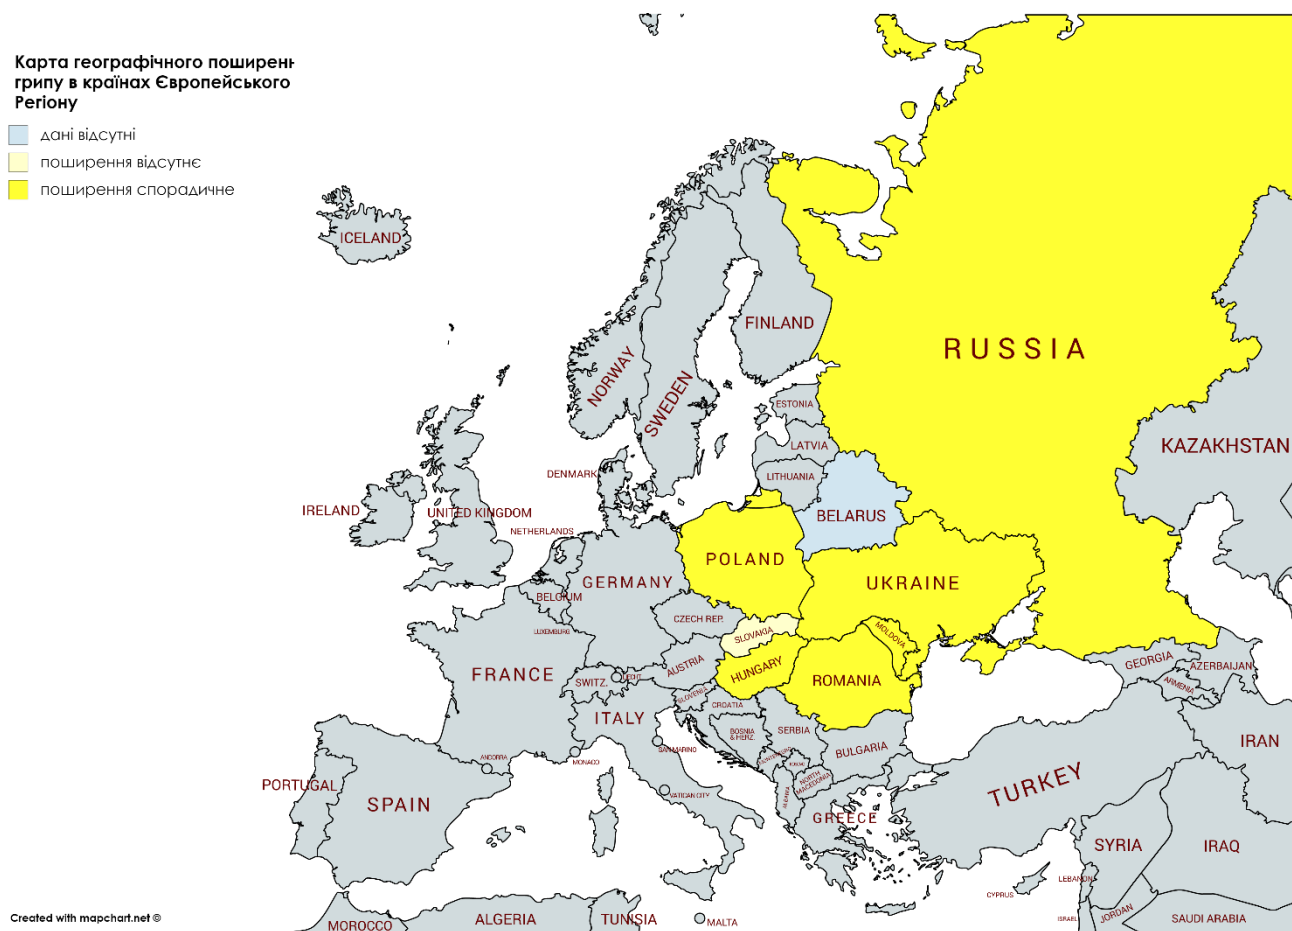 Карта географічного поширенн
грипу в країнах Європейського
Регіону
дані відсутні
поширення відсутнє
поширення спорадичне
ICELAND
FINLAND
RUSSIA
NORWAY
SWEDEN
ESTONIA
LATVIA
LITHUANIA
KAZAKHSTAN
DENMARK
IRELAND
UNITED KINGDOM
BELARUS
NETHERLANDS
POLAND
GERMANY
UKRAINE
BELGIUM
CZECH REP.
LUXEMBURG
SLOVAKIA
MOLDOVA
FRANCE
AUSTRIA
HUNGARY
SWITZ.
LECHT.
ROMANIA
GEORGIA
AZERBAIJAN
ARMENIA
SLOVENIA
CROATIA
ITALY
BOSNIA
& HERZ.
SERBIA
BULGARIA
IRAN
SAN MARINO
ANDORRA
MONACO
NORTH
MACEDONIA
PORTUGAL
SPAIN
VATICAN CITY
ALBANIA
GREECE
TURKEY
SYRIA
IRAQ
LEBANON
CYPRUS
ISRAEL
JORDAN
SAUDI ARABIA
Created with mapchart.net ©
MOROCCO
ALGERIA
TUNISIA
MALTA